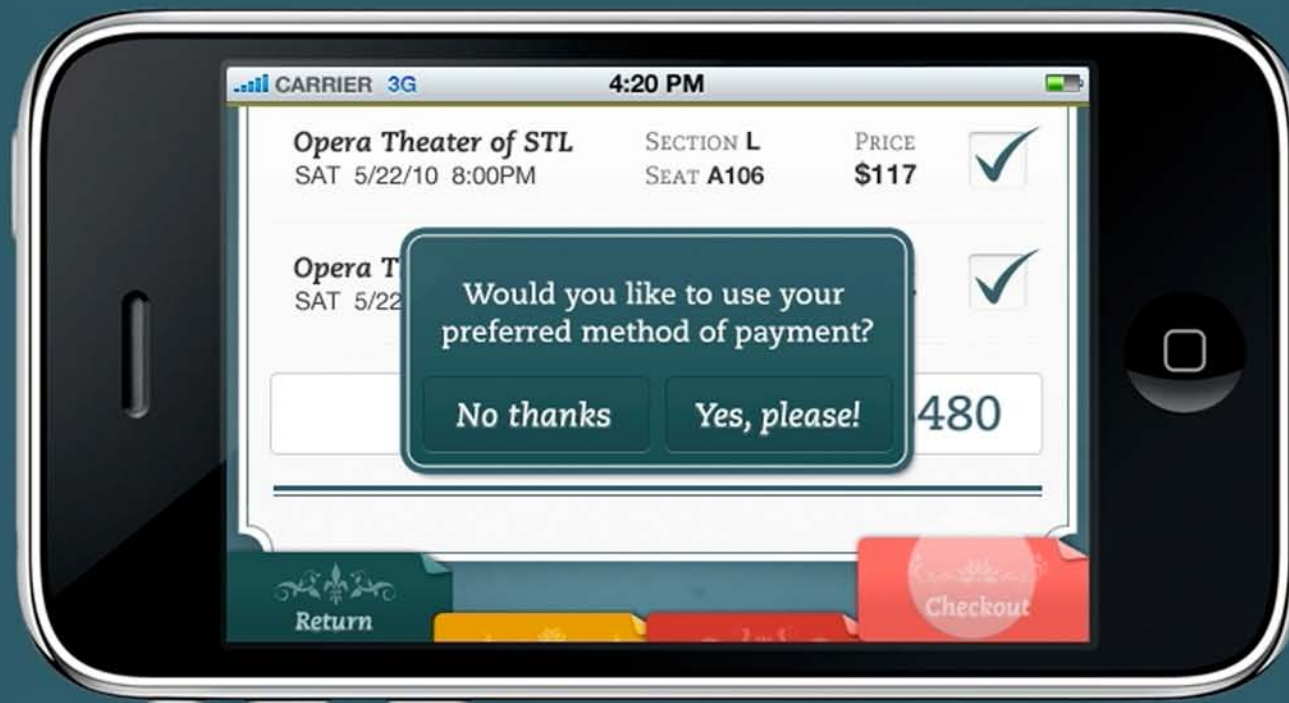 CARRIER 3G 4:20 PM
Opera Theater of STL SECTION L PRICE
SAT 5/22/10 8:00PM SEAT A106 $117
Opera T
SAT 5/22
Would you like to use your
preferred method of payment?
No thanks Yes, please!
480
Return Checkout